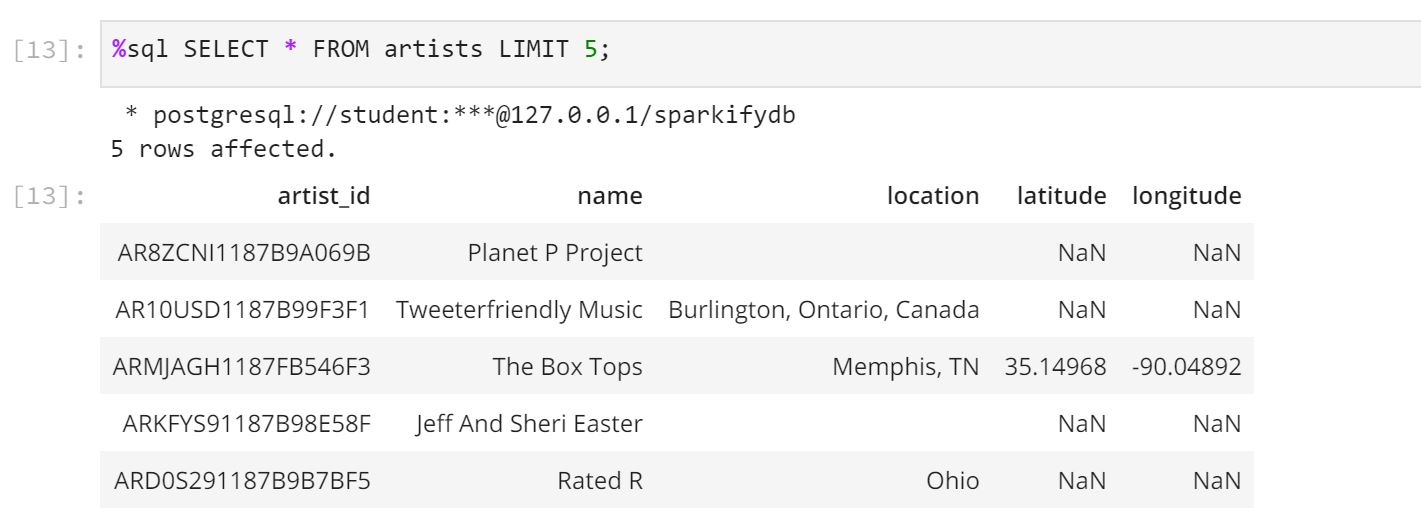 [13]: %sql SELECT * FROM artists LIMIT 5;
* postgresql://student:***@127.0.0.1/sparkifydb
5 rows affected.
[13]: artist_id name location latitude longitude
AR8ZCNI1187B9A069B Planet P Project NaN NaN
AR10USD1187B99F3F1 Tweeterfriendly Music Burlington, Ontario, Canada NaN NaN
ARMJAGH1187FB546F3 The Box Tops Memphis, TN 35.14968 -90.04892
ARKFYS91187B98E58F Jeff And Sheri Easter NaN NaN
ARD0S291187B9B7BF5 Rated R Ohio NaN NaN